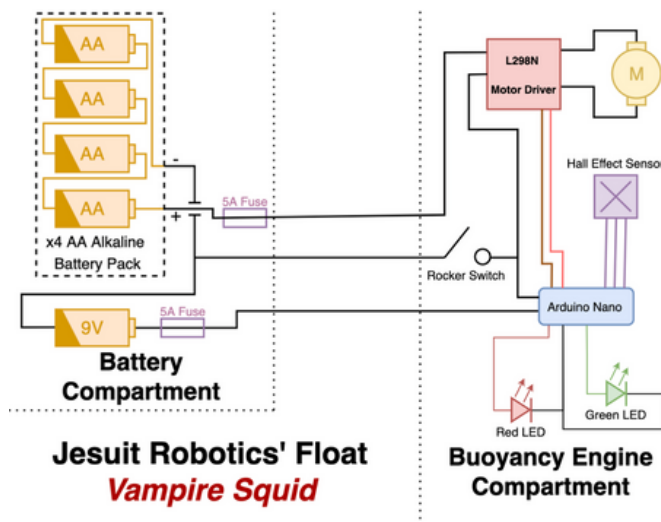 AA
AA
AA
AA
x4 AA Alkaline
Battery Pack
-
+
5A Fuse
9V
5A Fuse
Battery
Compartment
L298N
Motor Driver
M
Hall Effect Sensor
Rocker Switch
Arduino Nano
Red LED
Green LED
Jesuit Robotics' Float
Vampire Squid
Buoyancy Engine
Compartment